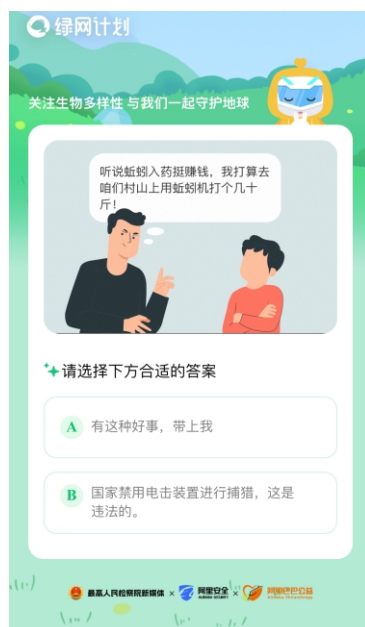 绿网计划
关注生物多样性 与我们一起守护地球
听说蚯蚓入药挺赚钱，我打算去
咱们村山上用蚯蚓机打个几十
斤！
请选择下方合适的答案
A 有这种好事，带上我
B 国家禁用电击装置进行捕猎，这是
违法的。
最高人民检察院新媒体 × 阿里安全 × 阿里巴巴公益